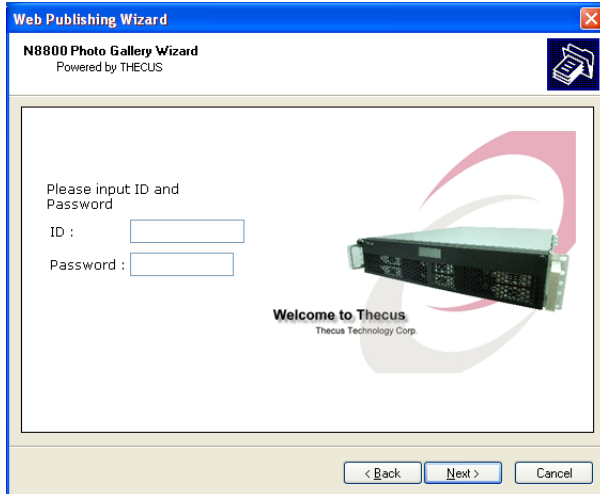 Web Publishing Wizard
N8800 Photo Gallery Wizard
Powered by THECUS
Please input ID and
Password
ID :
Password :
Welcome to Thecus
Thecus Technology Corp.
< Back
Next >
Cancel